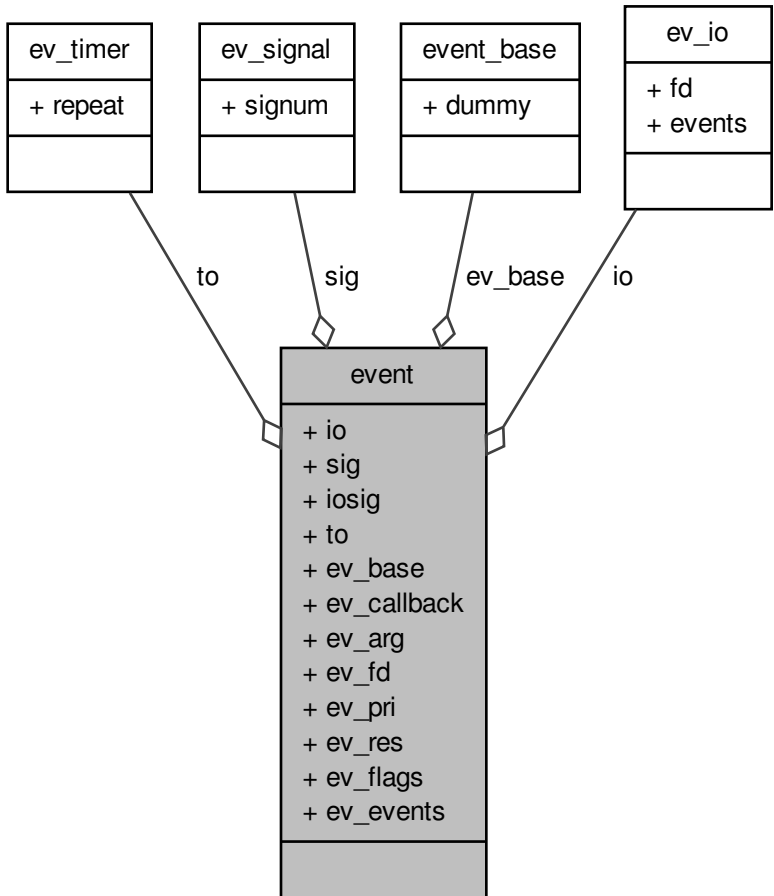 ev_timer
+ repeat
ev_signal
+ signum
event_base
+ dummy
ev_io
+ fd
+ events
to
sig
ev_base
io
event
+ io
+ sig
+ iosig
+ to
+ ev_base
+ ev_callback
+ ev_arg
+ ev_fd
+ ev_pri
+ ev_res
+ ev_flags
+ ev_events